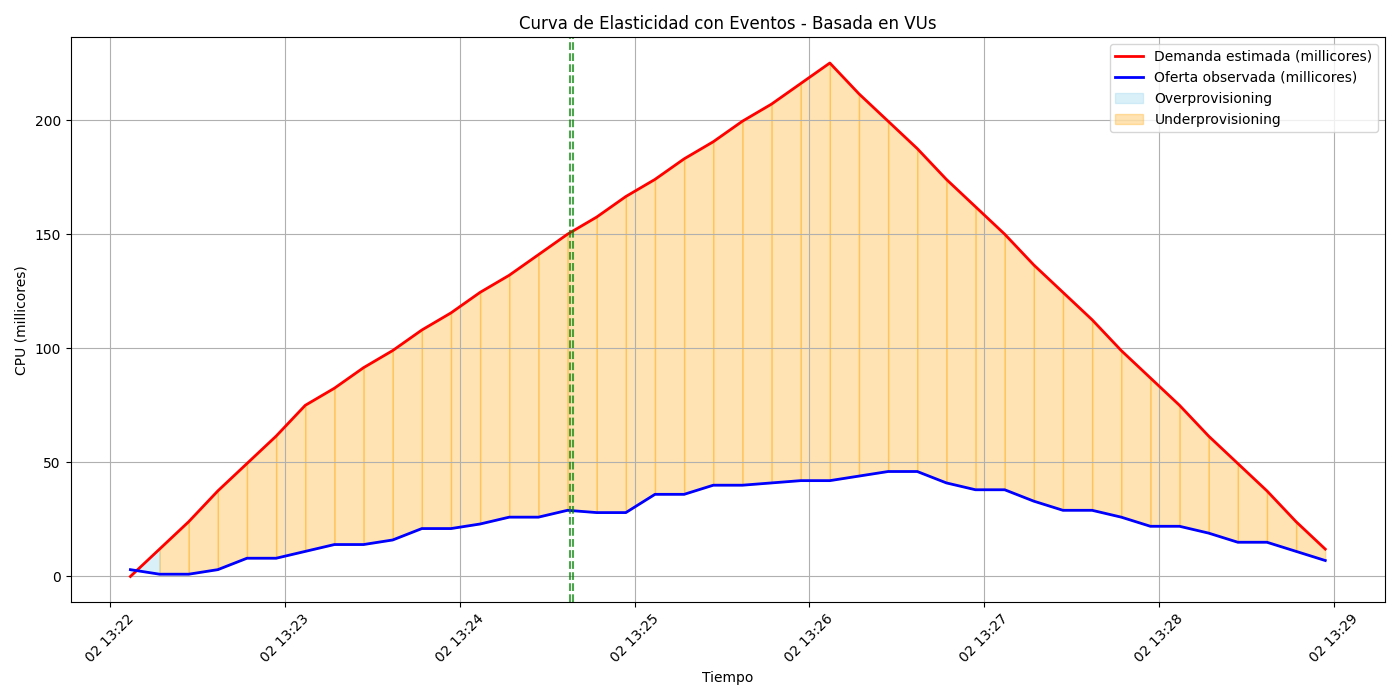 Curva de Elasticidad con Eventos - Basada en VUs
Demanda estimada (millicores)
Oferta observada (millicores)
Overprovisioning
Underprovisioning
CPU (millicores)
200
150
100
50
0
02 13:22
02 13:23
02 13:24
02 13:25
02 13:26
02 13:27
02 13:28
02 13:29
Tiempo